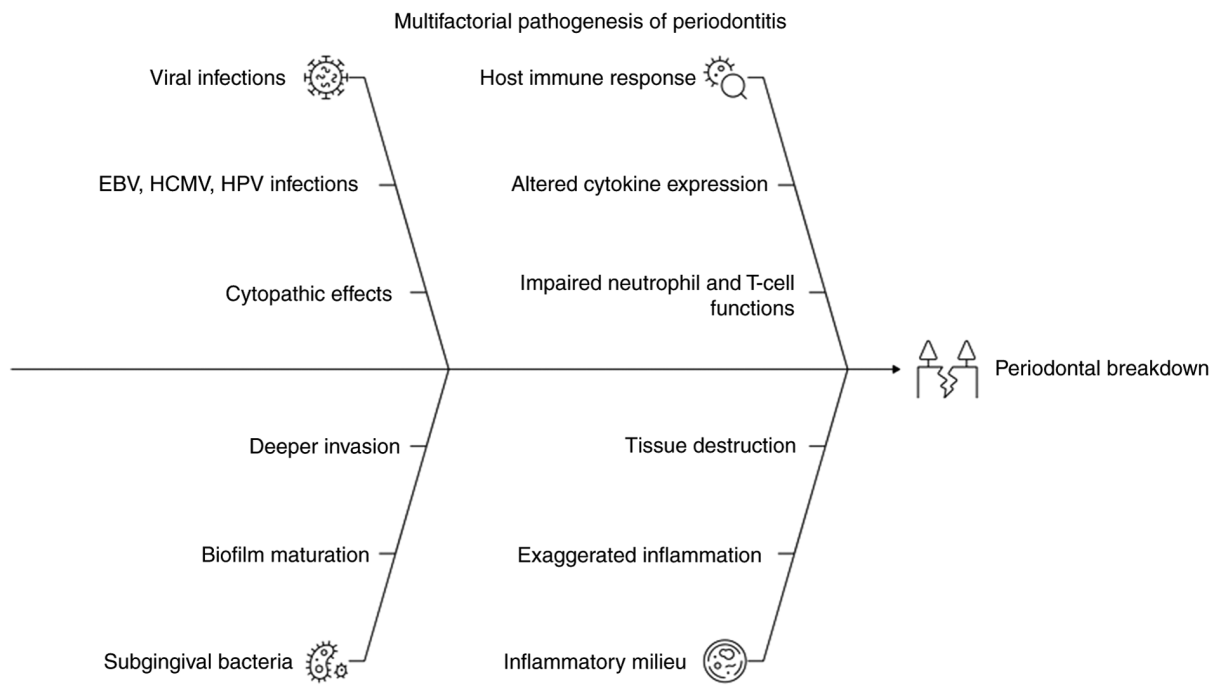 Multifactorial pathogenesis of periodontitis
Viral infections
Host immune response
EBV, HCMV, HPV infections
Altered cytokine expression
Cytopathic effects
Impaired neutrophil and T-cell
functions
Periodontal breakdown
Deeper invasion
Tissue destruction
Biofilm maturation
Exaggerated inflammation
Subgingival bacteria
Inflammatory milieu